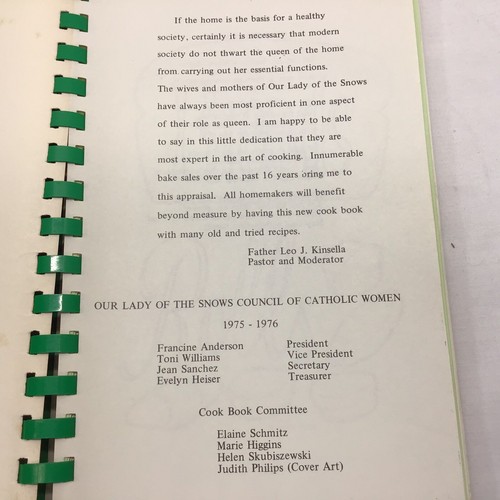 If the home is the basis for a healthy
society, certainly it is necessary that modern
society do not thwart the queen of the home
from carrying out her essential functions.
The wives and mothers of Our Lady of the Snows
have always been most proficient in one aspect
of their role as queen. I am happy to be able
to say in this little dedication that they are
most expert in the art of cooking. Innumerable
bake sales over the past 16 years bring me to
this appraisal. All homemakers will benefit
beyond measure by having this new cook book
with many old and tried recipes.
Father Leo J. Kinsella
Pastor and Moderator
OUR LADY OF THE SNOWS COUNCIL OF CATHOLIC WOMEN
1975 - 1976
Francine Anderson President
Toni Williams Vice President
Jean Sanchez Secretary
Evelyn Heiser Treasurer
Cook Book Committee
Elaine Schmitz
Marie Higgins
Helen Skubiszewski
Judith Philips (Cover Art)